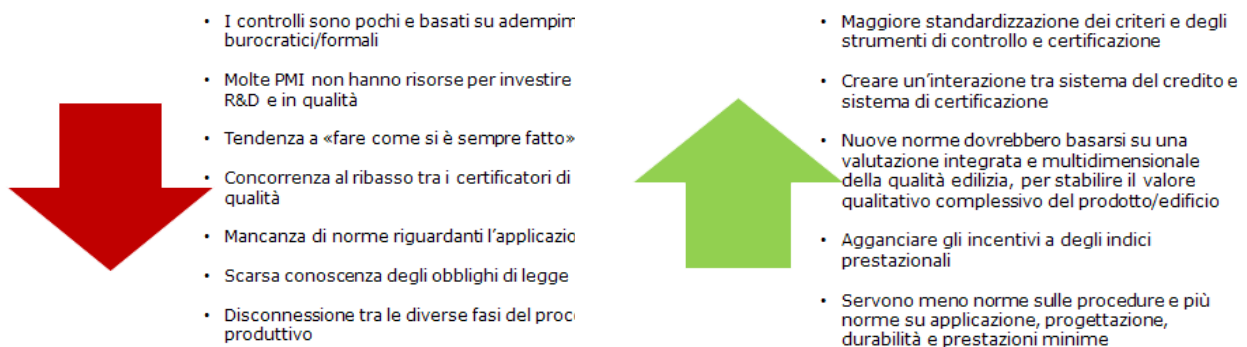 • I controlli sono pochi e basati su adempim
burocratici/formali
• Molte PMI non hanno risorse per investire
R&D e in qualità
• Tendenza a «fare come si è sempre fatto»
• Concorrenza al ribasso tra i certificatori di
qualità
• Mancanza di norme riguardanti l’applicazio
• Scarsa conoscenza degli obblighi di legge
• Disconnessione tra le diverse fasi del proc
produttivo
• Maggiore standardizzazione dei criteri e degli
strumenti di controllo e certificazione
• Creare un’interazione tra sistema del credito e
sistema di certificazione
• Nuove norme dovrebbero basarsi su una
valutazione integrata e multidimensionale
della qualità edilizia, per stabilire il valore
qualitativo complessivo del prodotto/edificio
• Agganciare gli incentivi a degli indici
prestazionali
• Servono meno norme sulle procedure e più
norme su applicazione, progettazione,
durabilità e prestazioni minime